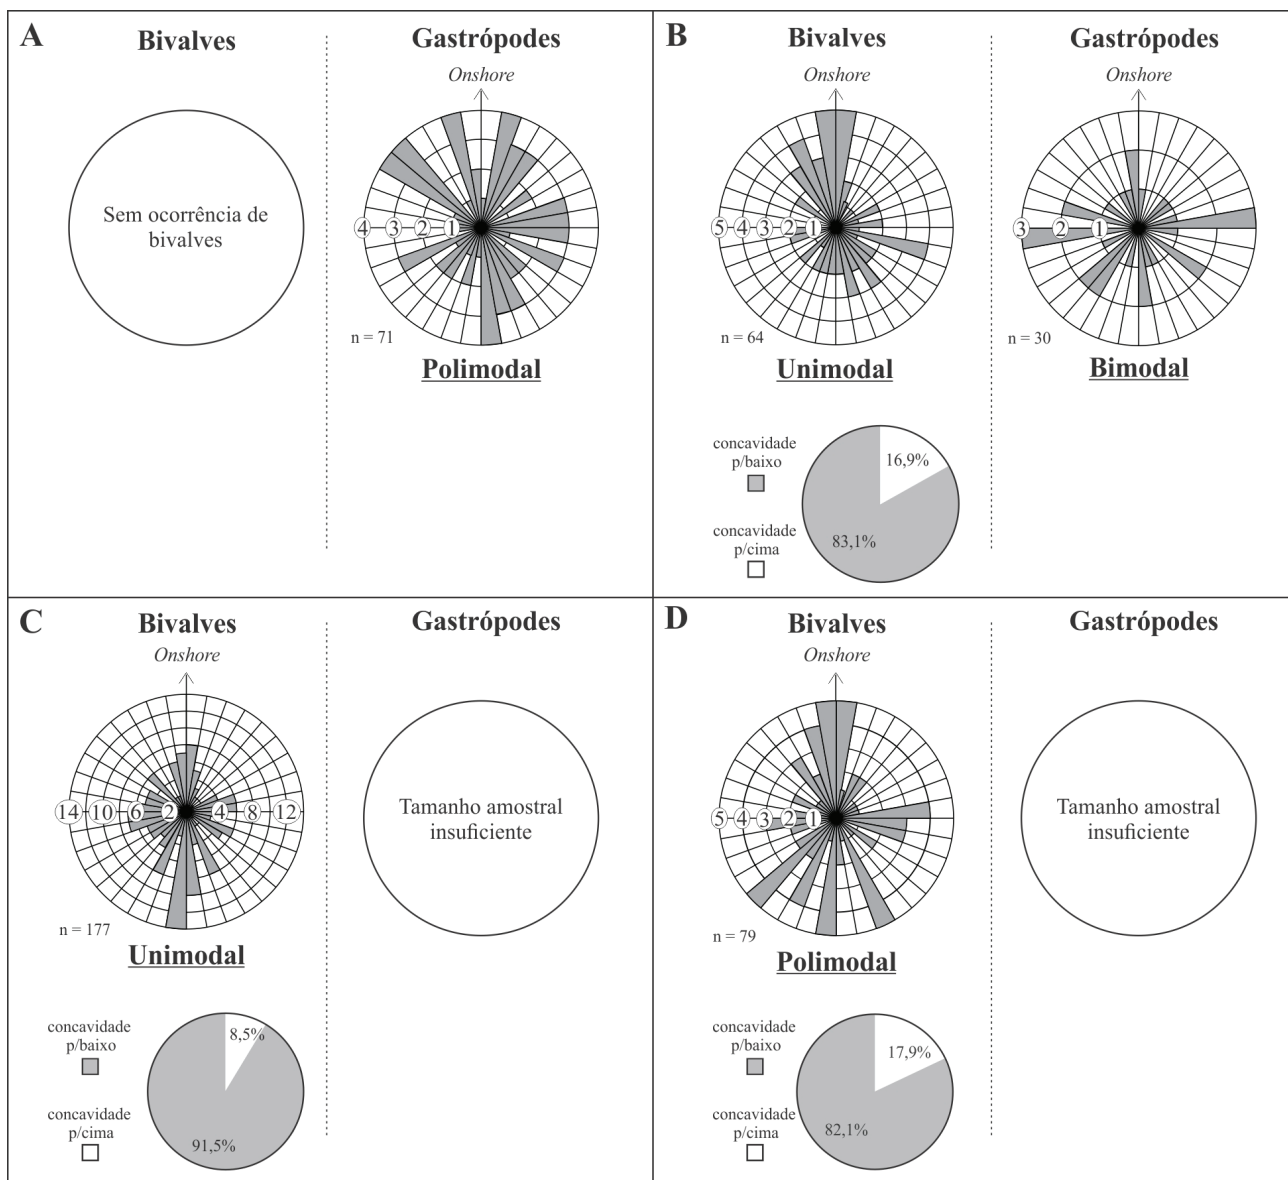 A
Bivalves
Sem ocorrência de
bivalves
Gastrópodes
Onshore
4 3 2 1
n = 71
Polimodal
B
Bivalves
Onshore
5 4 3 2 1
n = 64
Unimodal
Gastrópodes
Onshore
3 2 1
n = 30
Bimodal
concavidade
p/baixo
concavidade
p/cima
16,9%
83,1%
C
Bivalves
Onshore
14 10 6 2 4 8 12
n = 177
Unimodal
Gastrópodes
Tamanho amostral
insuficiente
concavidade
p/baixo
concavidade
p/cima
8,5%
91,5%
D
Bivalves
Onshore
5 4 3 2 1
n = 79
Polimodal
Gastrópodes
Tamanho amostral
insuficiente
concavidade
p/baixo
concavidade
p/cima
17,9%
82,1%